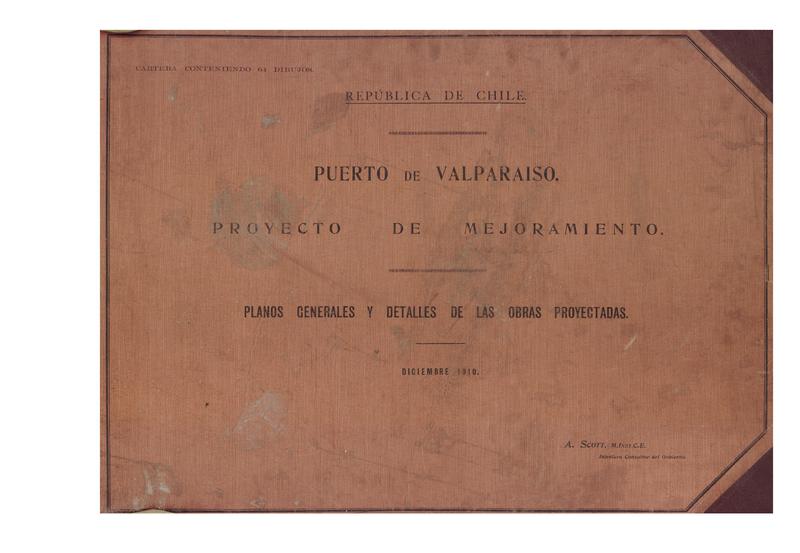 CARTERA CONTENIENDO 64 DIBUJOS.
REPÚBLICA DE CHILE.
PUERTO DE VALPARAISO.
PROYECTO DE MEJORAMIENTO.
PLANOS GENERALES Y DETALLES DE LAS OBRAS PROYECTADAS.
DICIEMBRE 1910.
A. SCOTT, M.INST.C.E.
Consultor del Gobierno.